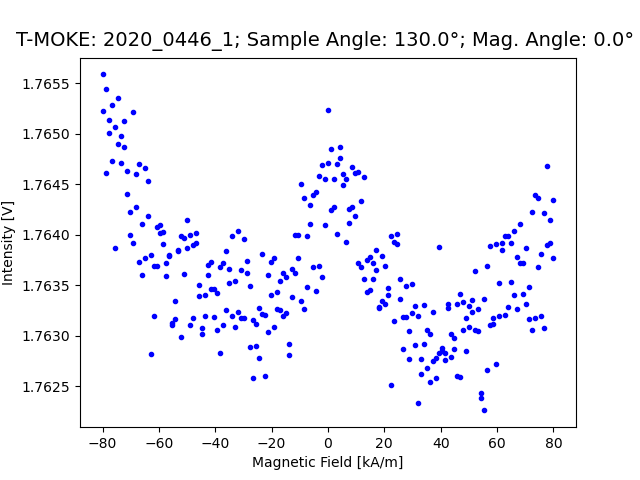 T-MOKE: 2020_0446_1; Sample Angle: 130.0°; Mag. Angle: 0.0°
1.7655
1.7650
1.7645
1.7640
1.7635
1.7630
1.7625
Intensity [V]
−80 −60 −40 −20 0 20 40 60 80
Magnetic Field [kA/m]